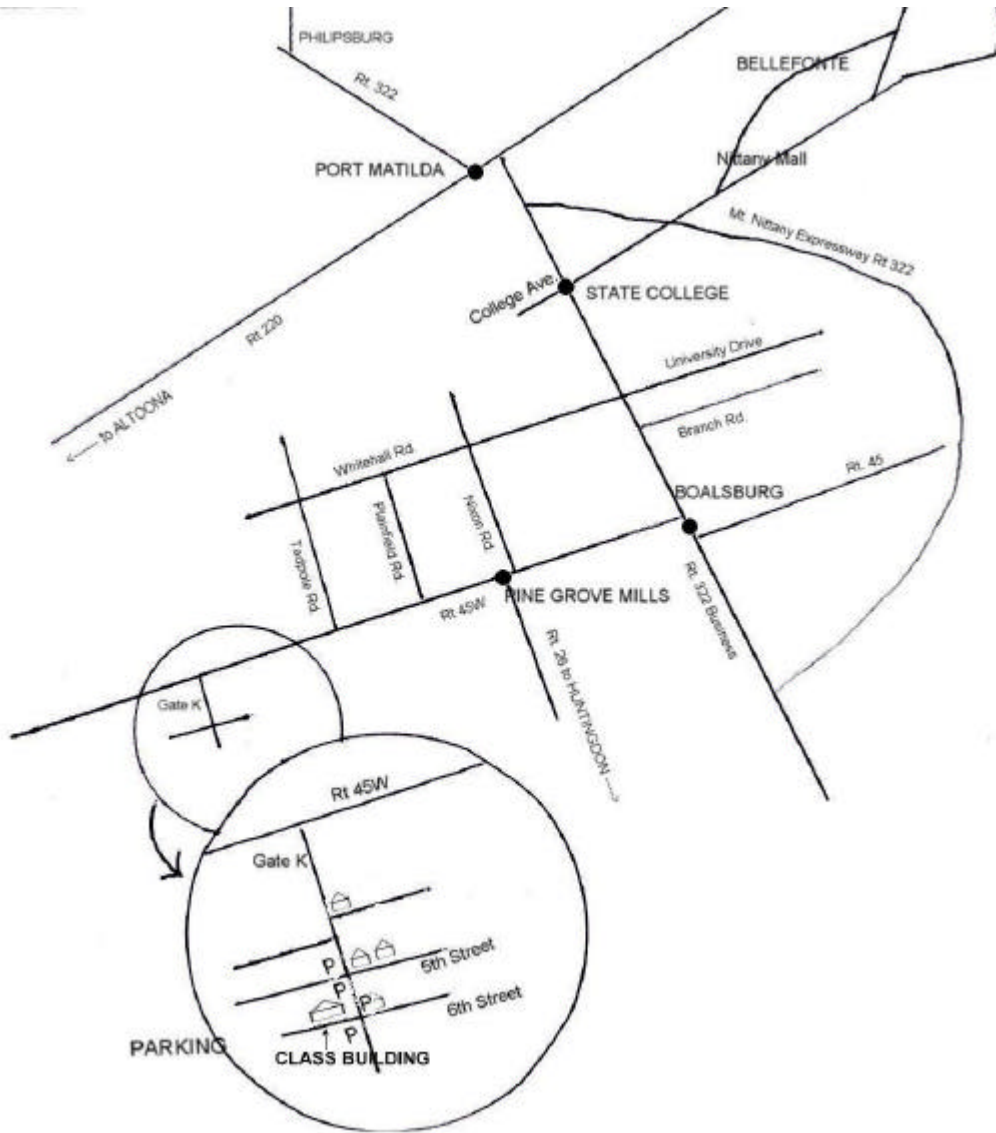 PHILIPSBURG
Rt. 322
BELLEFONTE
PORT MATILDA
Nittany Mall
Mt. Nittany Expressway Rt 322
College Ave.
STATE COLLEGE
Rt 220
<----- to ALTOONA
University Drive
Branch Rd.
Whitehall Rd.
Rt. 45
Tadpole Rd.
Plainfield Rd.
Nixon Rd.
BOALSBURG
PINE GROVE MILLS
Rt 45W
Rt. 322 Business
Rt. 26 to HUNTINGDON ---->
Gate K
Rt 45W
Gate K
5th Street
P
P
P
6th Street
P
PARKING
CLASS BUILDING